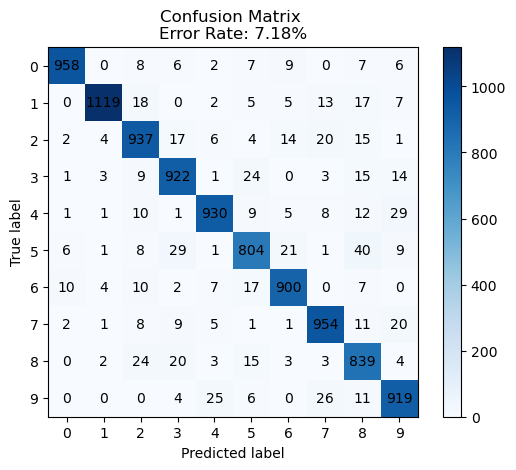 Confusion Matrix
Error Rate: 7.18%
0 958 0 8 6 2 7 9 0 7 6
1 0 1119 18 0 2 5 5 13 17 7
2 2 4 937 17 6 4 14 20 15 1
3 1 3 9 922 1 24 0 3 15 14
4 1 1 10 1 930 9 5 8 12 29
5 6 1 8 29 1 804 21 1 40 9
6 10 4 10 2 7 17 900 0 7 0
7 2 1 8 9 5 1 1 954 11 20
8 0 2 24 20 3 15 3 3 839 4
9 0 0 0 4 25 6 0 26 11 919
0 1 2 3 4 5 6 7 8 9
Predicted label
True label
1000
800
600
400
200
0